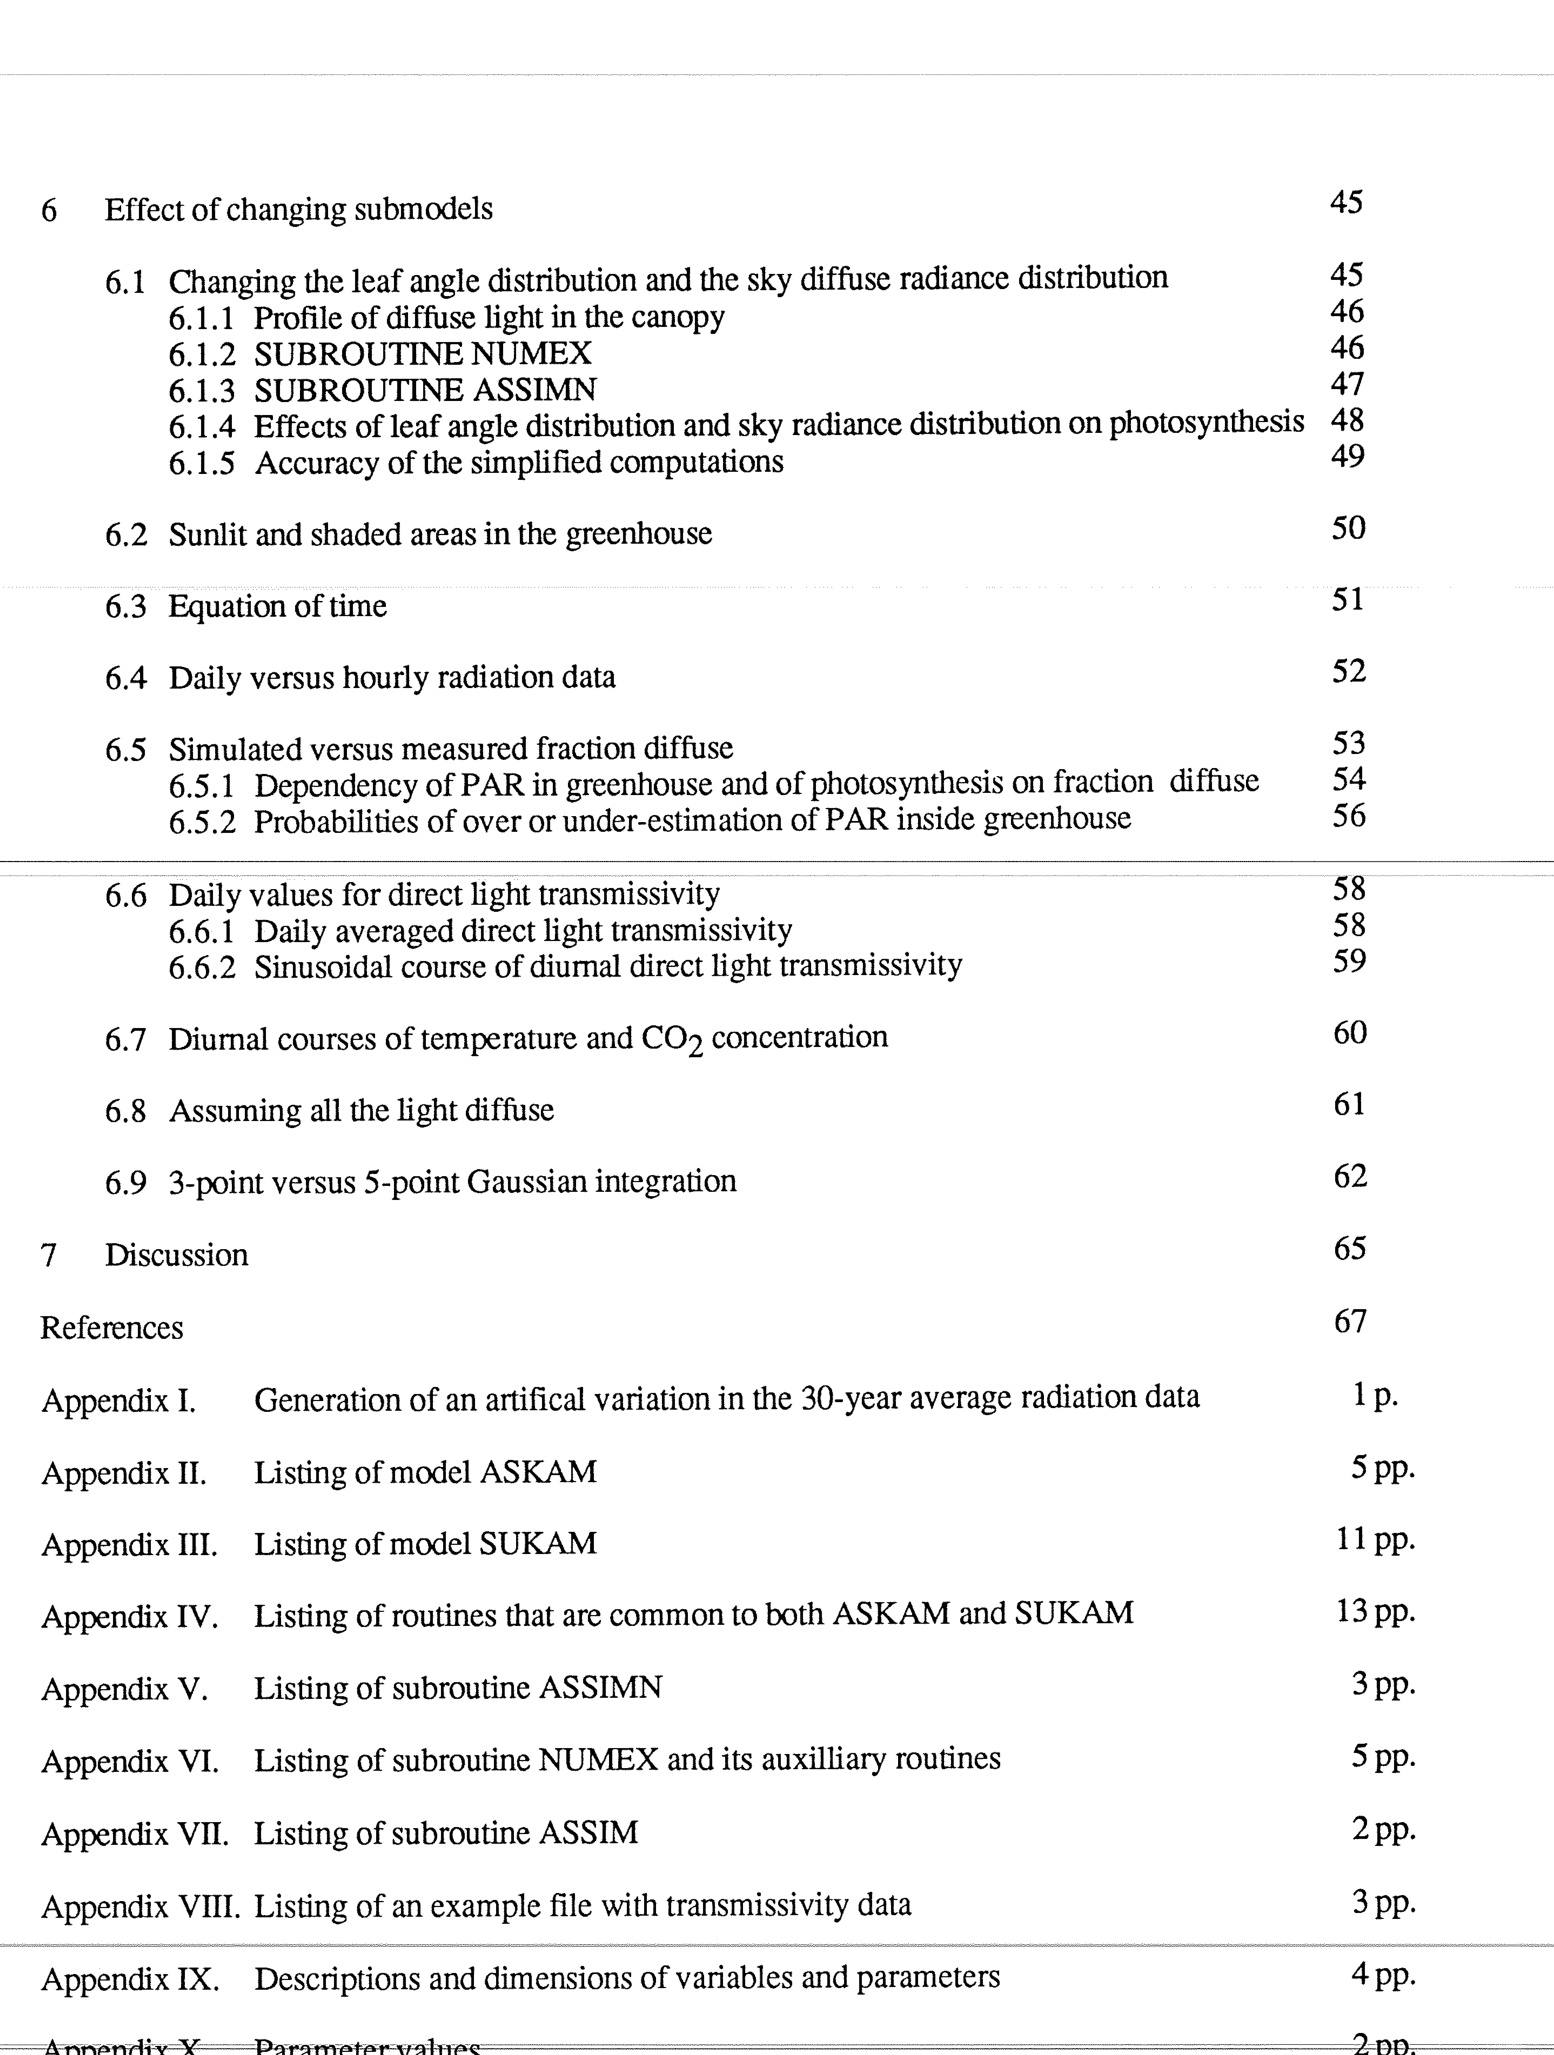 6 Effect of changing submodels 45
6.1 Changing the leaf angle distribution and the sky diffuse radiance distribution 45
6.1.1 Profile of diffuse light in the canopy 46
6.1.2 SUBROUTINE NUMEX 46
6.1.3 SUBROUTINE ASSIMN 47
6.1.4 Effects of leaf angle distribution and sky radiance distribution on photosynthesis 48
6.1.5 Accuracy of the simplified computations 49
6.2 Sunlit and shaded areas in the greenhouse 50
6.3 Equation of time 51
6.4 Daily versus hourly radiation data 52
6.5 Simulated versus measured fraction diffuse 53
6.5.1 Dependency of PAR in greenhouse and of photosynthesis on fraction diffuse 54
6.5.2 Probabilities of over or under-estimation of PAR inside greenhouse 56
6.6 Daily values for direct light transmissivity 58
6.6.1 Daily averaged direct light transmissivity 58
6.6.2 Sinusoidal course of diurnal direct light transmissivity 59
6.7 Diurnal courses of temperature and CO2 concentration 60
6.8 Assuming all the light diffuse 61
6.9 3-point versus 5-point Gaussian integration 62
7 Discussion 65
References 67
Appendix I. Generation of an artifical variation in the 30-year average radiation data 1 p.
Appendix II. Listing of model ASKAM 5 pp.
Appendix III. Listing of model SUKAM 11 pp.
Appendix IV. Listing of routines that are common to both ASKAM and SUKAM 13 pp.
Appendix V. Listing of subroutine ASSIMN 3 pp.
Appendix VI. Listing of subroutine NUMEX and its auxilliary routines 5 pp.
Appendix VII. Listing of subroutine ASSIM 2 pp.
Appendix VIII. Listing of an example file with transmissivity data 3 pp.
Appendix IX. Descriptions and dimensions of variables and parameters 4 pp.
Appendix X. Parameter values 2 pp.